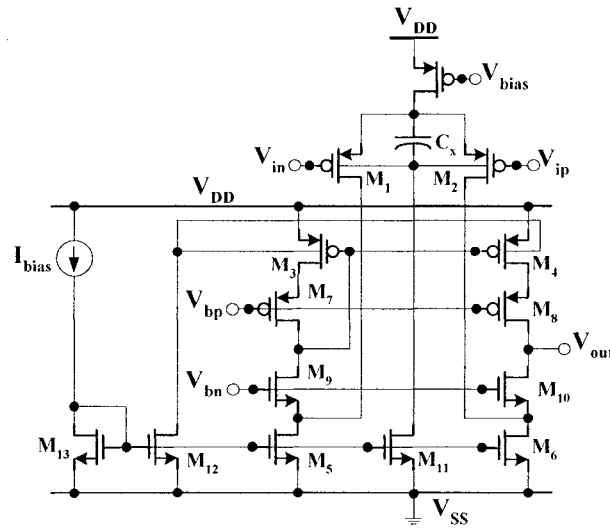 V_DD
V_bias
C_x
V_in
V_ip
M_1
M_2
V_DD
I_bias
M_3
M_4
M_7
V_bp
M_8
V_out
M_9
V_bn
M_10
M_13
M_12
M_5
M_11
M_6
V_SS